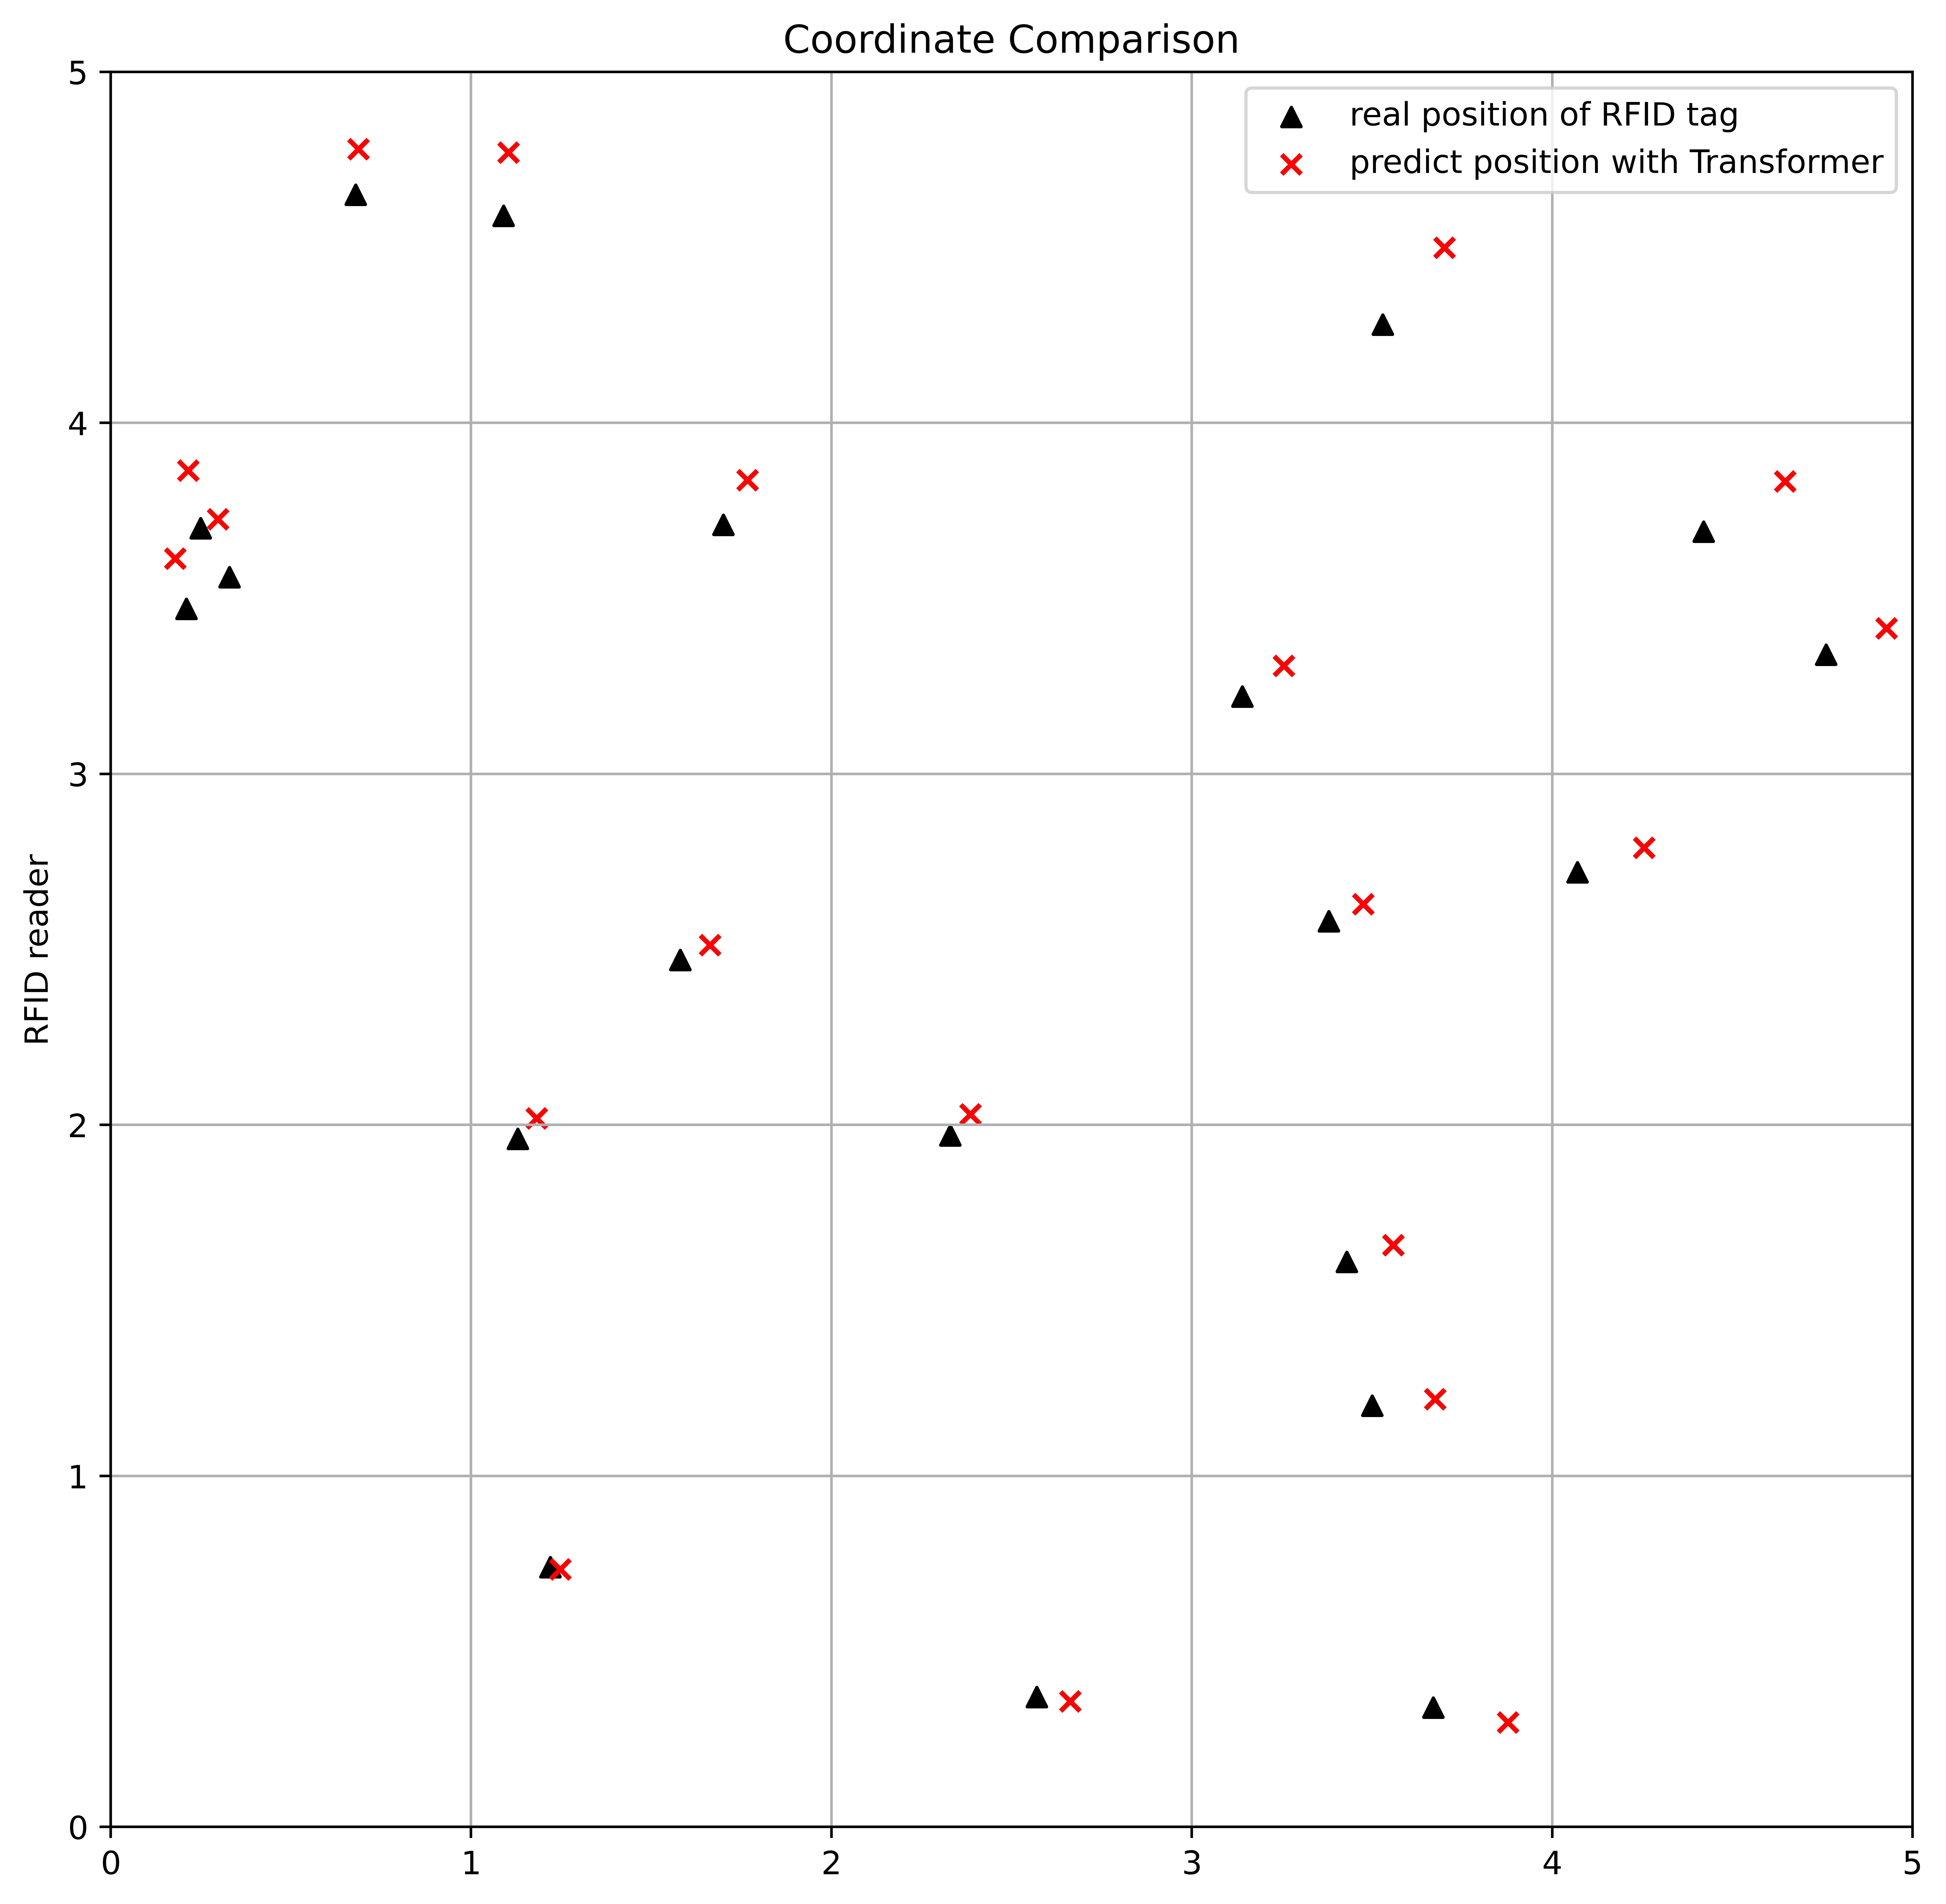 Coordinate Comparison
real position of RFID tag
predict position with Transformer
RFID reader
5
4
3
2
1
0
0 1 2 3 4 5